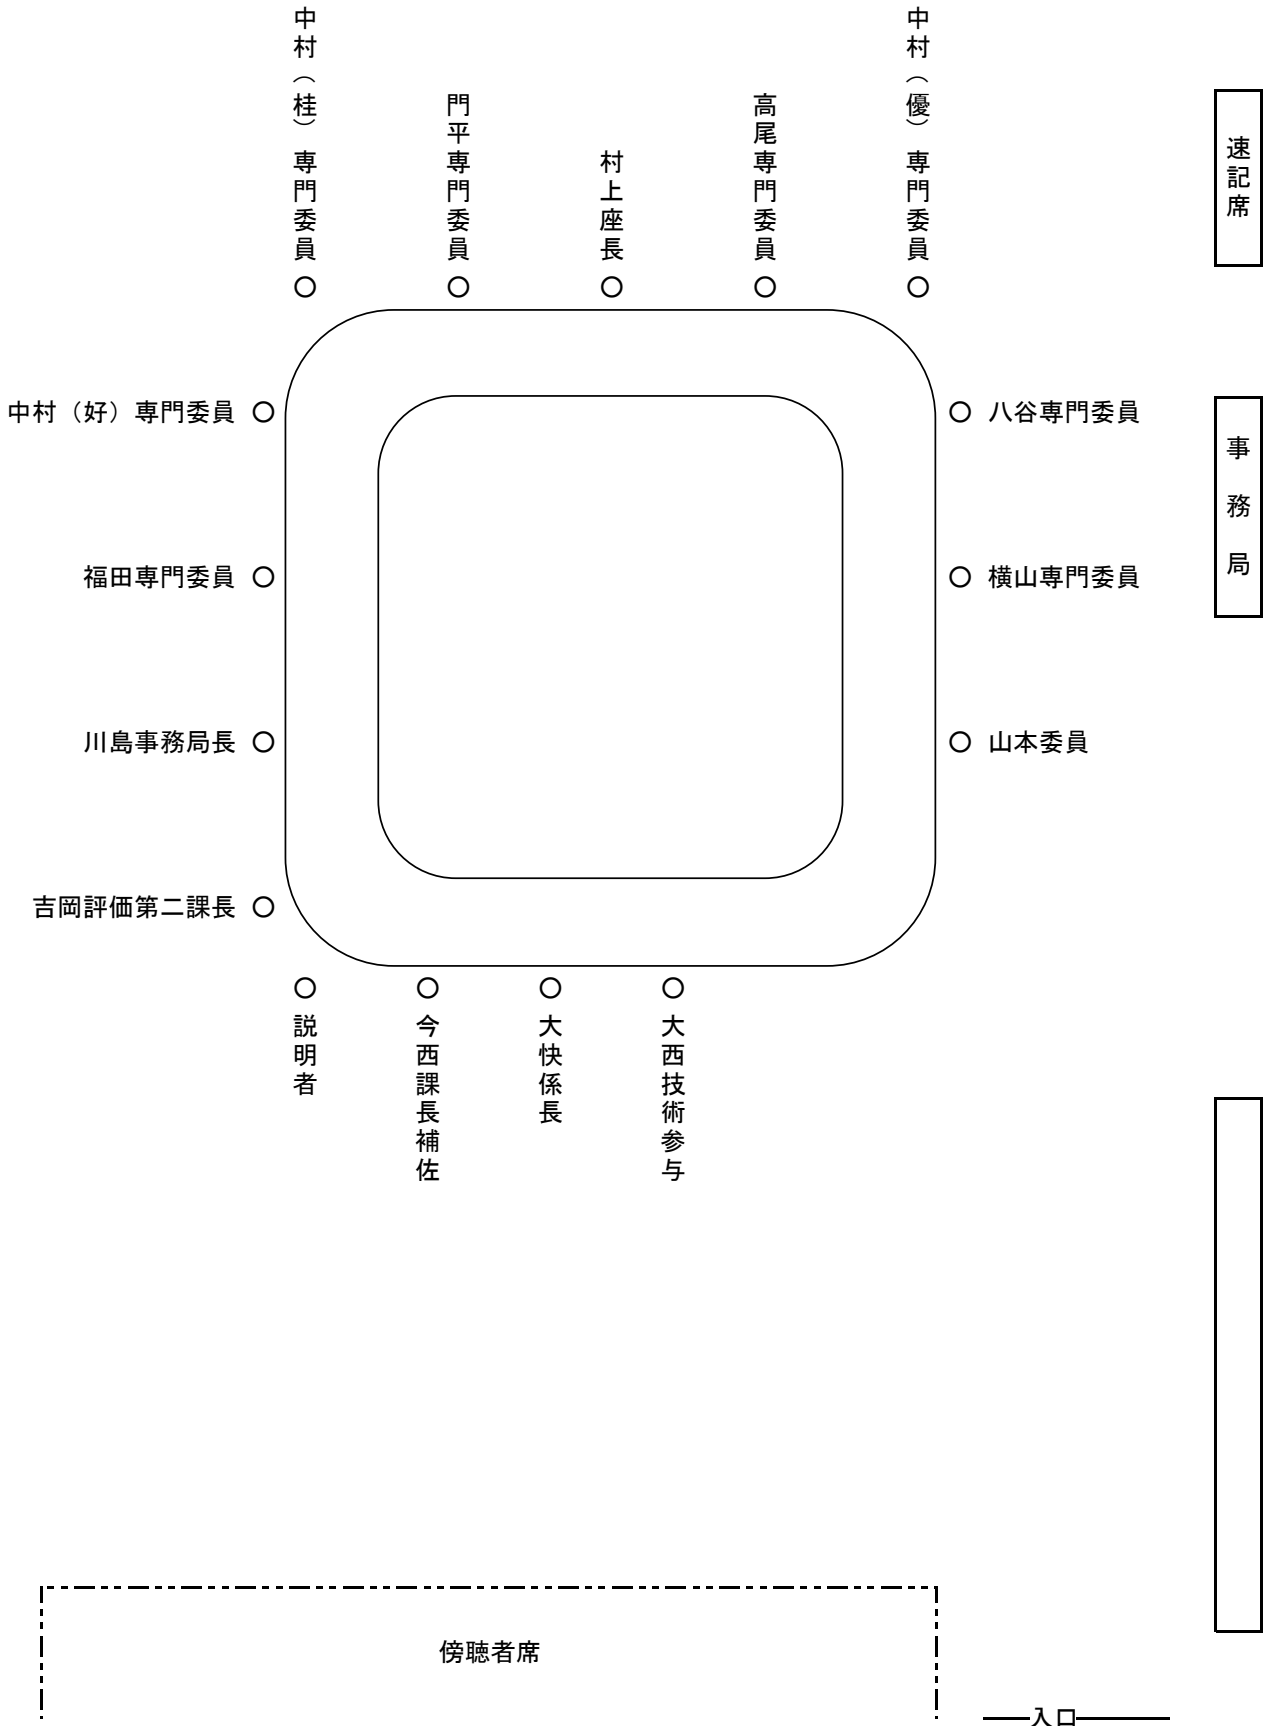 中村（桂）専門委員
門平専門委員
村上座長
高尾専門委員
中村（優）専門委員
速記席
中村（好）専門委員
八谷専門委員
事務局
福田専門委員
横山専門委員
川島事務局長
山本委員
吉岡評価第二課長
説明者
今西課長補佐
大快係長
大西技術参与
傍聴者席
入口